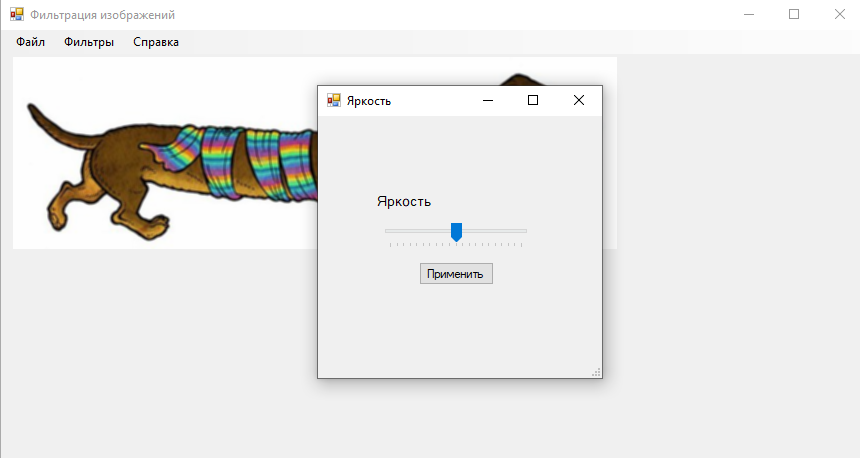 Фильтрация изображений
Файл Фильтры Справка
Яркость
Яркость
Применить